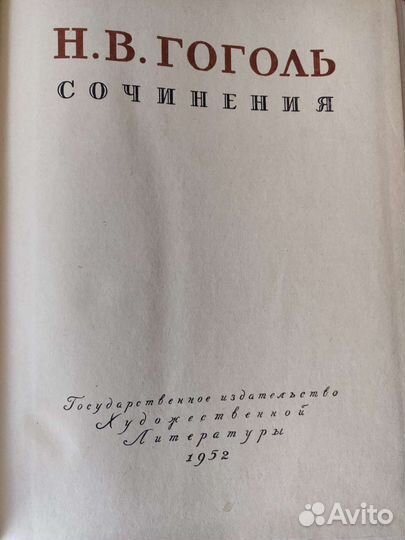 Н. В. ГОГОЛЬ
СОЧИНЕНИЯ
Государственное издательство
Художественной
Литературы
1952
Avito